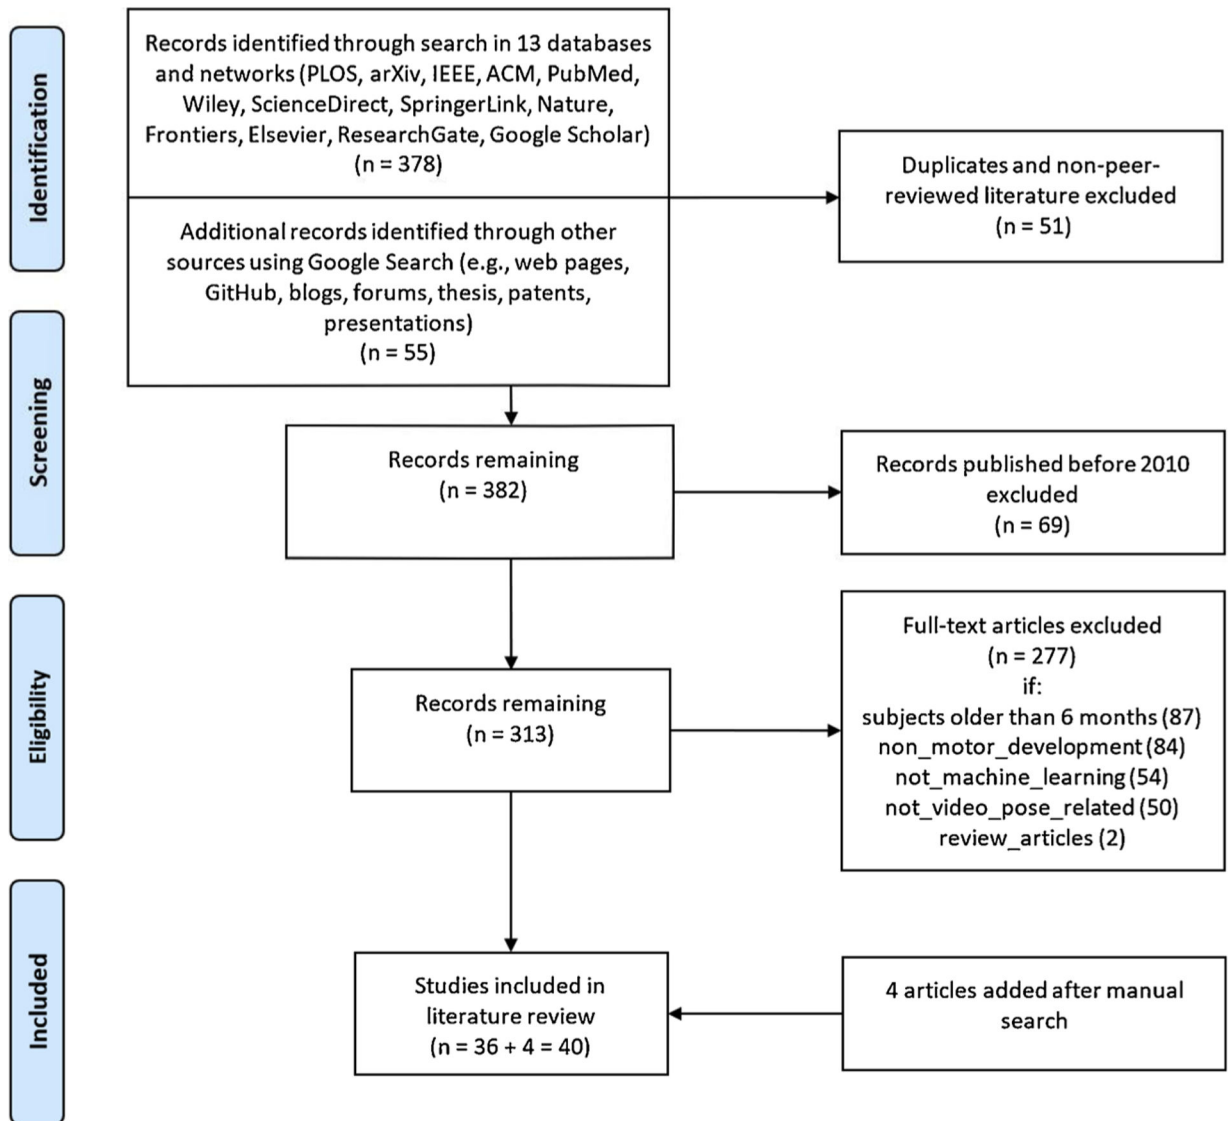 Identification
Records identified through search in 13 databases
and networks (PLOS, arXiv, IEEE, ACM, PubMed,
Wiley, ScienceDirect, SpringerLink, Nature,
Frontiers, Elsevier, ResearchGate, Google Scholar)
(n = 378)
Additional records identified through other
sources using Google Search (e.g., web pages,
GitHub, blogs, forums, thesis, patents,
presentations)
(n = 55)
Duplicates and non-peer-
reviewed literature excluded
(n = 51)
Screening
Records remaining
(n = 382)
Records published before 2010
excluded
(n = 69)
Eligibility
Records remaining
(n = 313)
Full-text articles excluded
(n = 277)
if:
subjects older than 6 months (87)
non_motor_development (84)
not_machine_learning (54)
not_video_pose_related (50)
review_articles (2)
Included
Studies included in
literature review
(n = 36 + 4 = 40)
4 articles added after manual
search